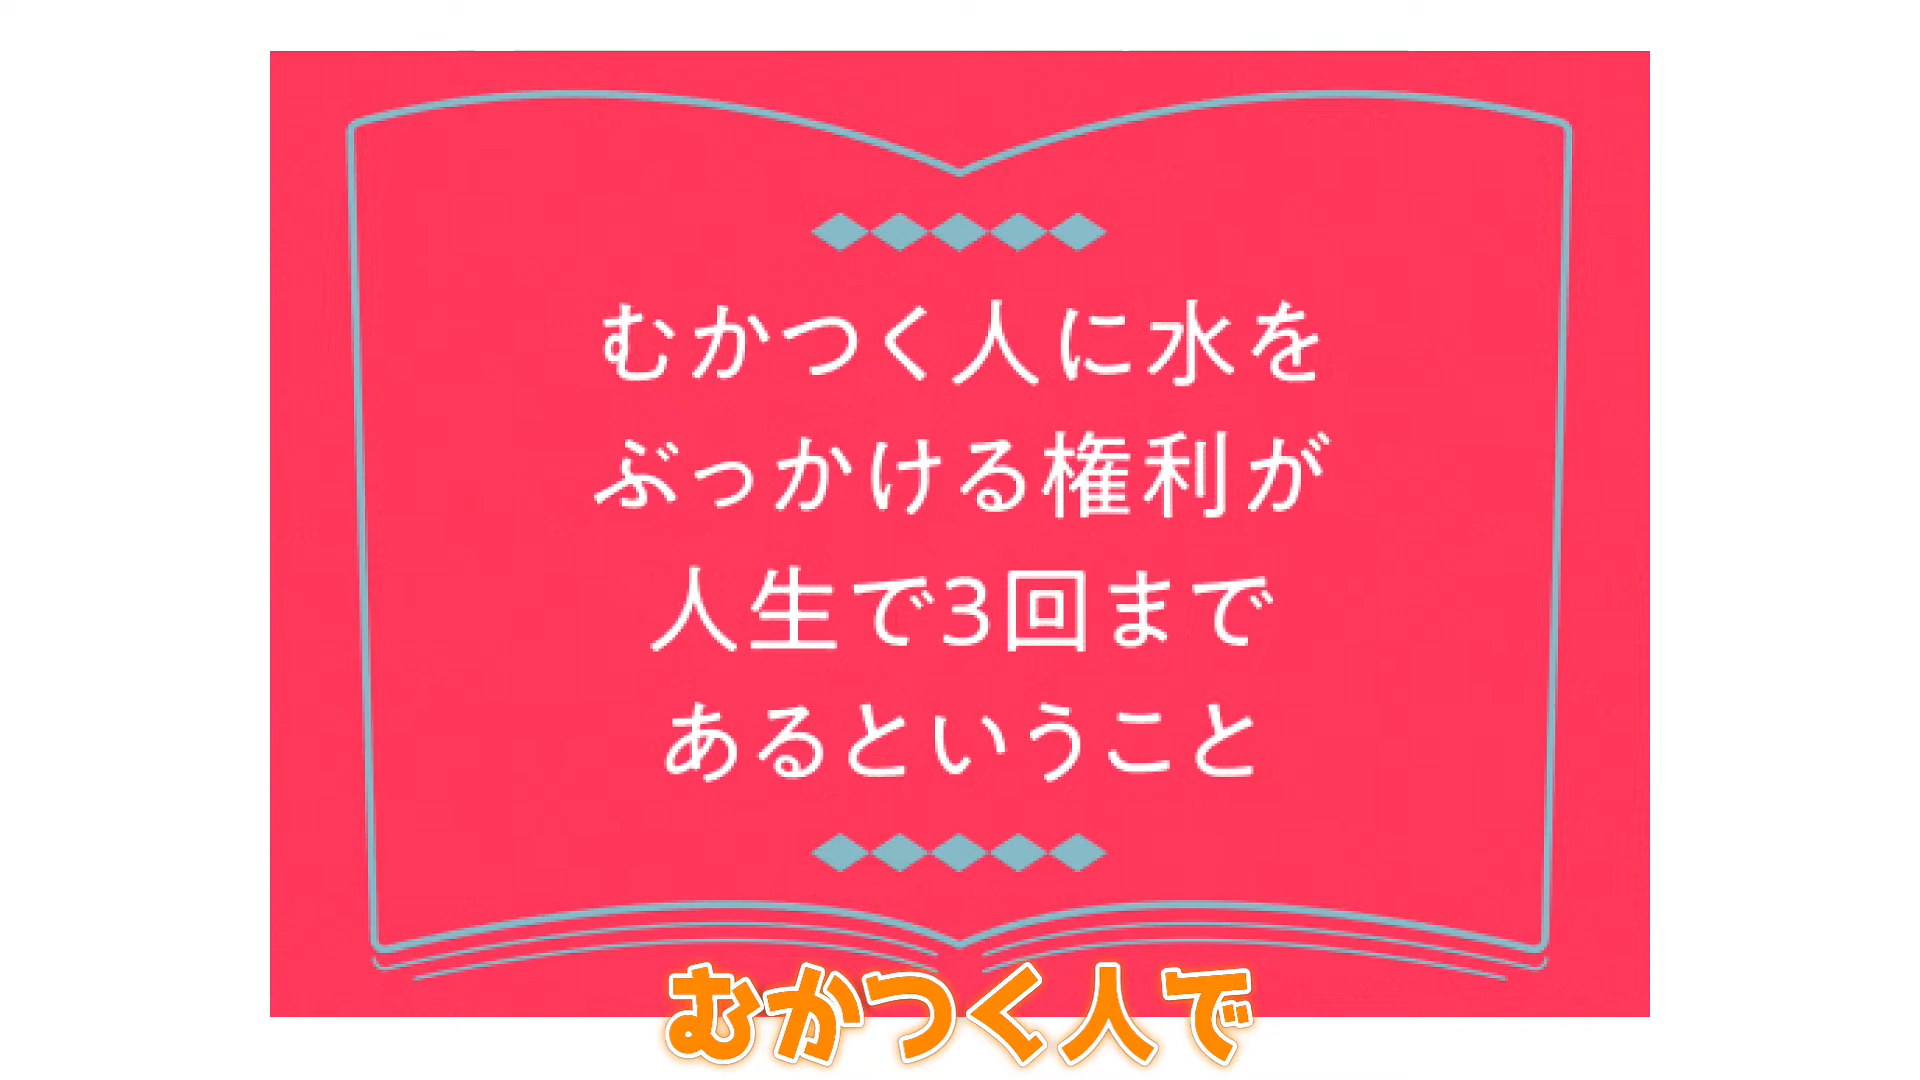 むかつく人に水を
ぶっかける権利が
人生で3回まで
あるということ
むかつく人で